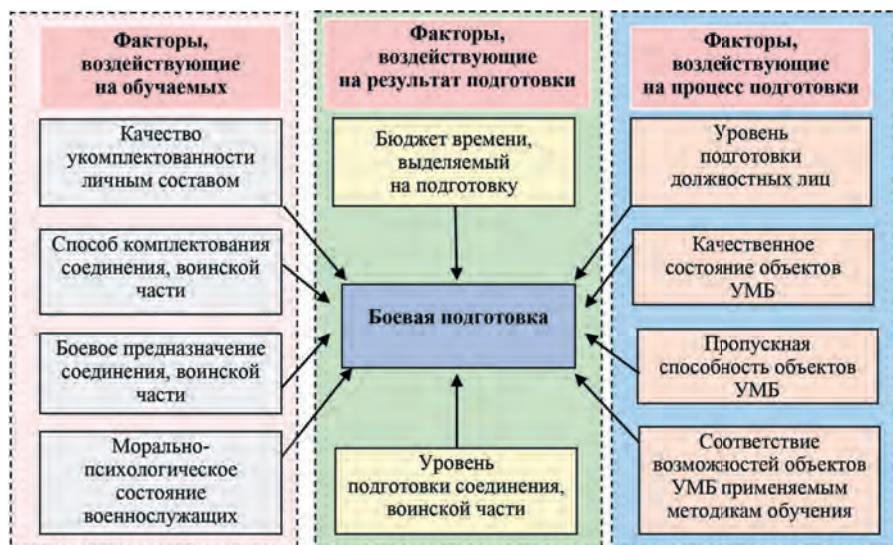 Факторы,
воздействующие
на обучаемых
Качество
укомплектованности
личным составом
Способ комплектования
соединения, воинской
части
Боевое предназначение
соединения, воинской
части
Морально-
психологическое
состояние
военнослужащих
Факторы,
воздействующие
на результат подготовки
Бюджет времени,
выделяемый
на подготовку
Боевая подготовка
Уровень
подготовки соединения,
воинской части
Факторы,
воздействующие
на процесс подготовки
Уровень
подготовки
должностных лиц
Качественное
состояние объектов
УМБ
Пропускная
способность объектов
УМБ
Соответствие
возможностей объектов
УМБ применяемым
методикам обучения